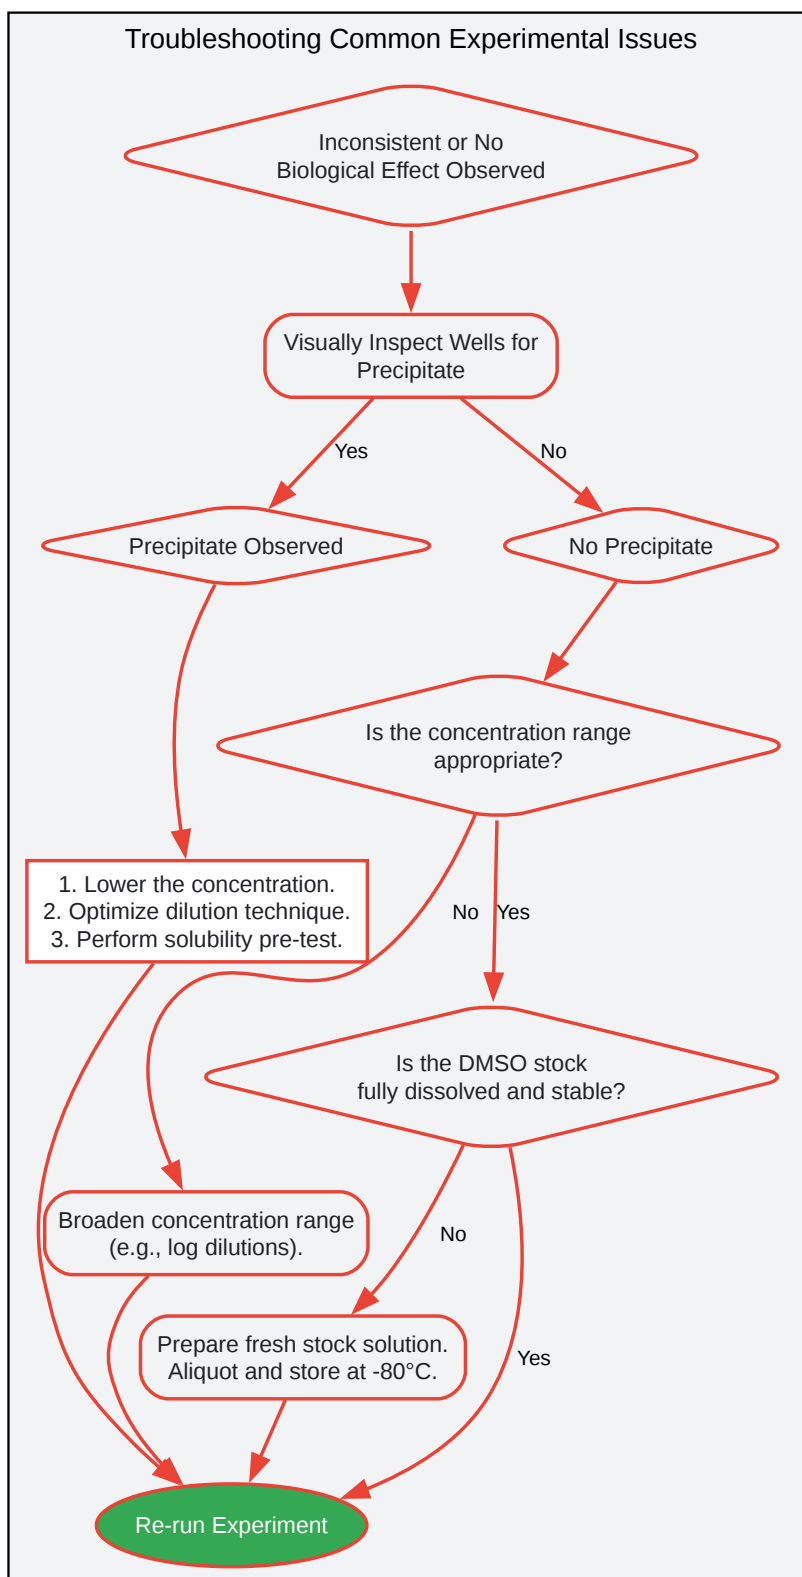 Troubleshooting Common Experimental Issues
Inconsistent or No
Biological Effect Observed
Visually Inspect Wells for
Precipitate
Yes
No
Precipitate Observed
No Precipitate
Is the concentration range
appropriate?
1. Lower the concentration.
2. Optimize dilution technique.
3. Perform solubility pre-test.
No
Yes
Is the DMSO stock
fully dissolved and stable?
Broaden concentration range
(e.g., log dilutions).
No
Prepare fresh stock solution.
Aliquot and store at -80°C.
Yes
Re-run Experiment